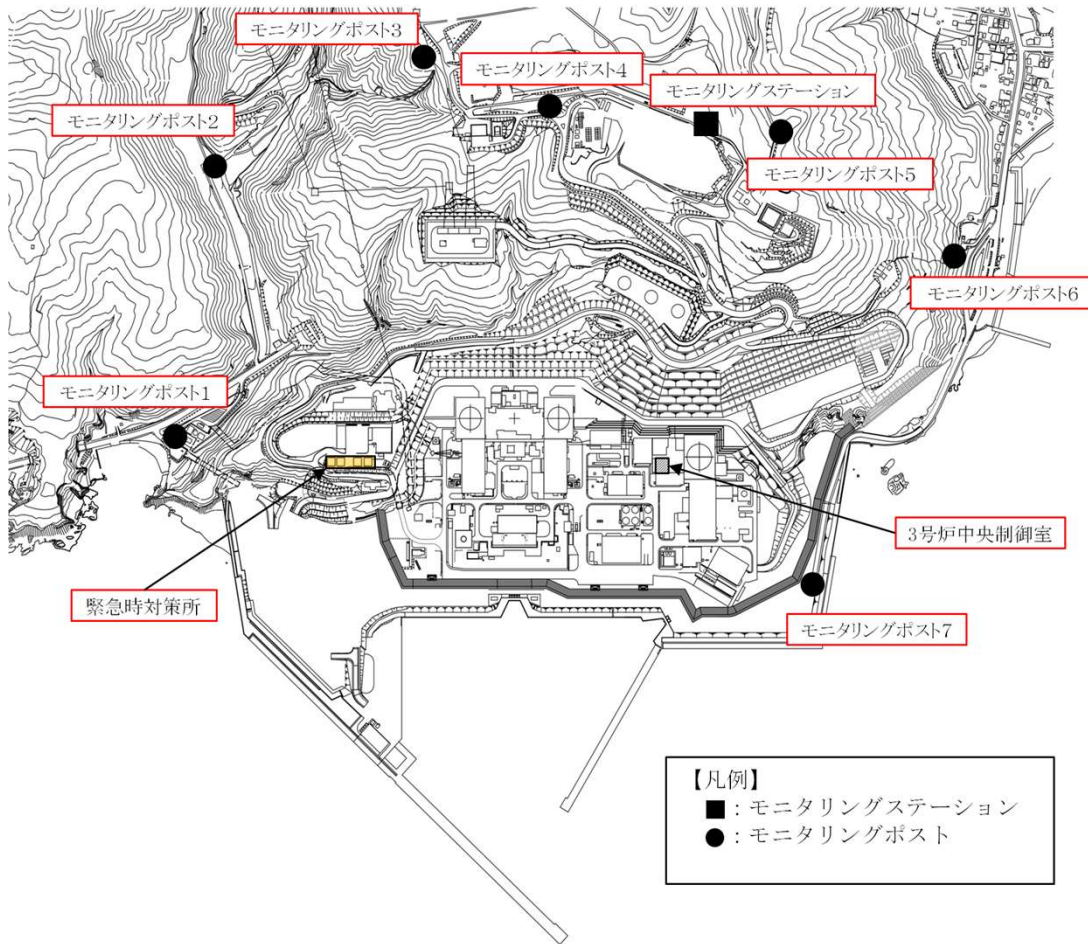 モニタリングポスト3
モニタリングポスト4
モニタリングステーション
モニタリングポスト2
モニタリングポスト5
モニタリングポスト6
モニタリングポスト1
3号炉中央制御室
緊急時対策所
モニタリングポスト7
【凡例】
■：モニタリングステーション
●：モニタリングポスト